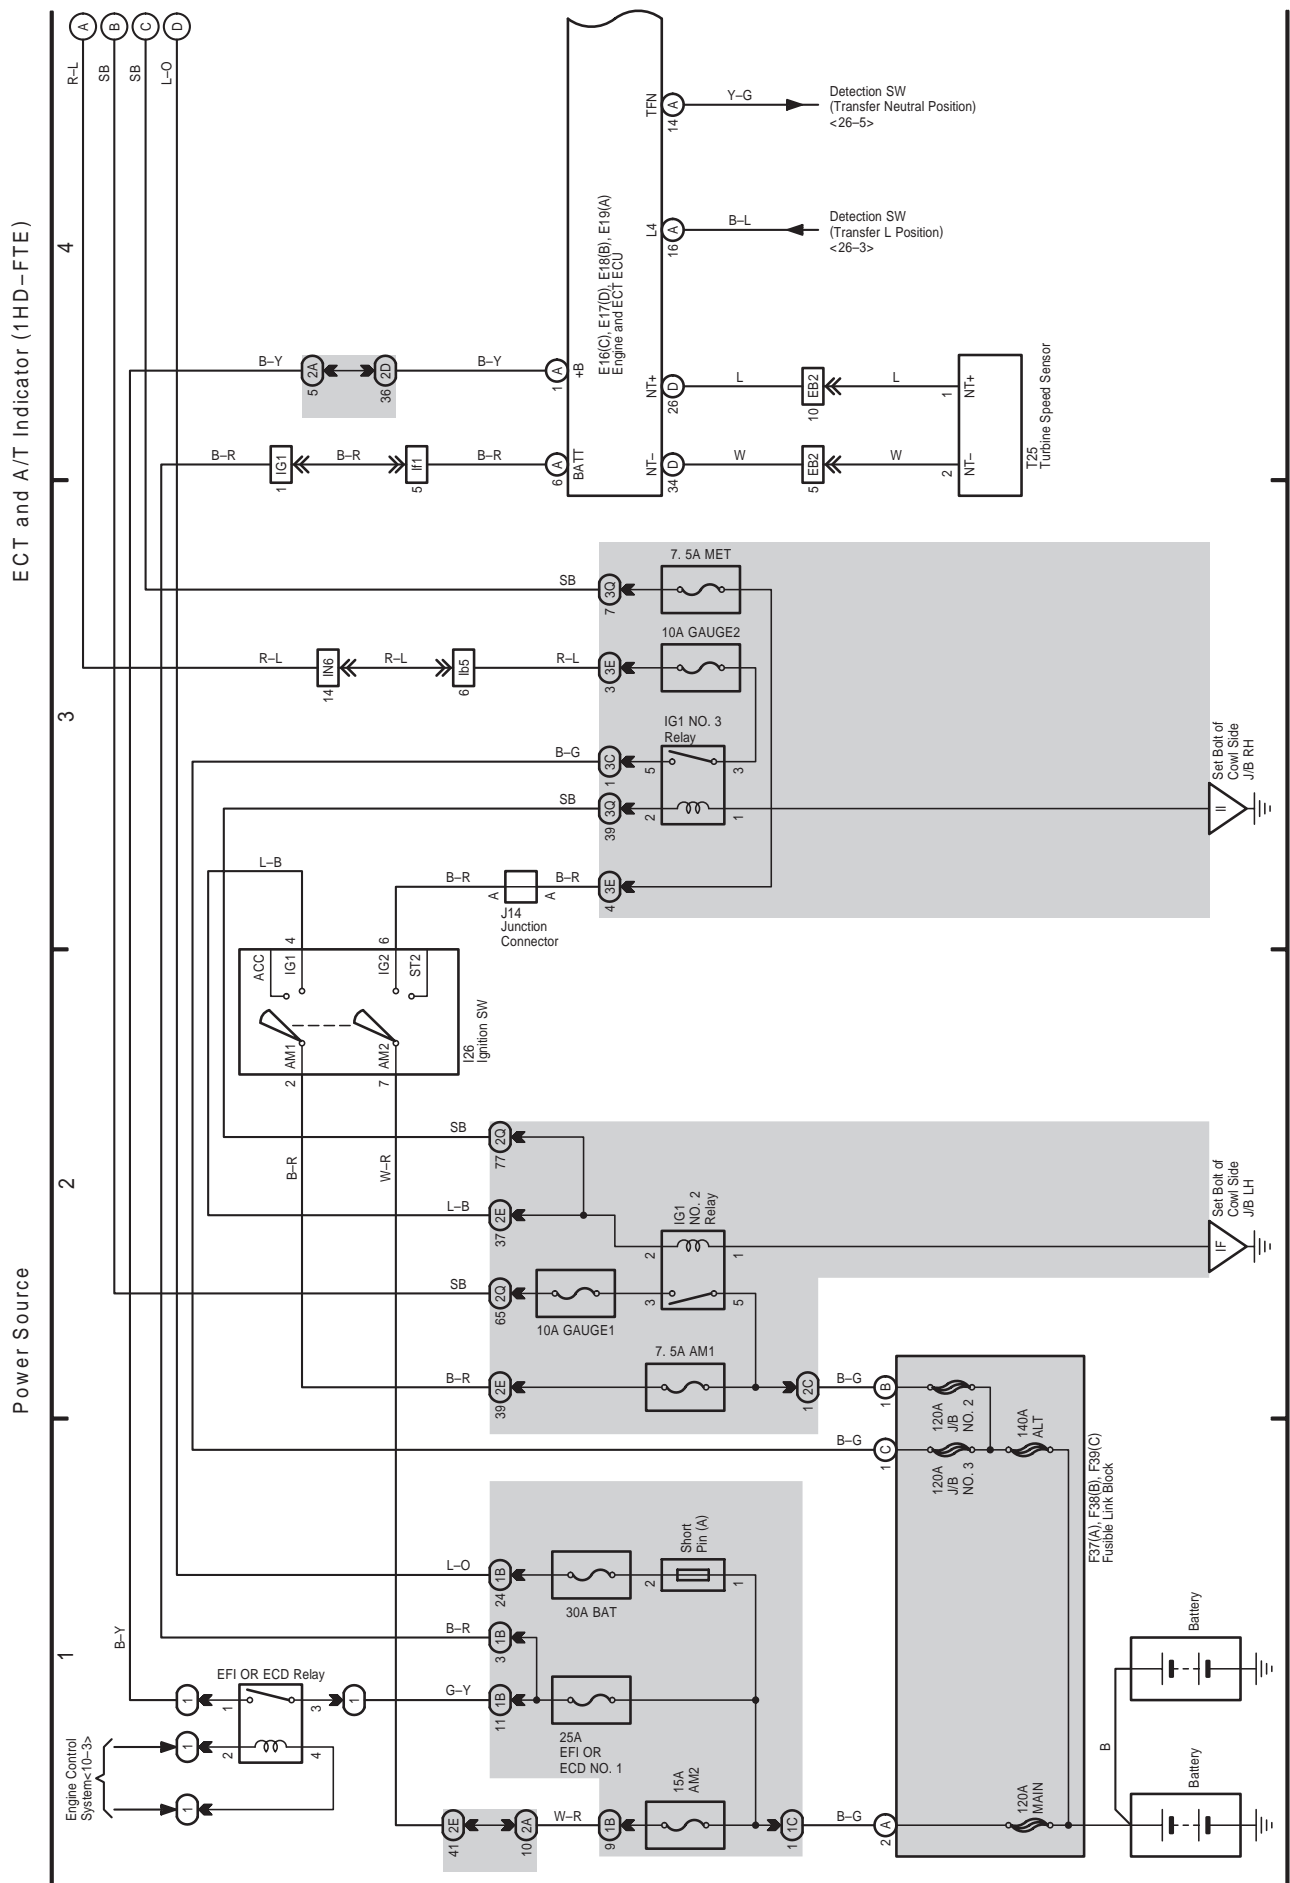 ECT and A/T Indicator (1HD–FTE)
Power Source
1
2
3
4
A
B
C
D
R–L
SB
SB
L–O
Engine Control
System<10–3>
1
1
1
1
B–Y
EFI OR ECD Relay
1
2
3
4
G–Y
11 1B
B–R
3 1B
L–O
24 1B
25A
EFI OR
ECD NO. 1
30A BAT
2
1
Short
Pin (A)
15A
AM2
41 2E
10 2A
W–R
9 1B
1 1C
B–G
2 A
120A
MAIN
B–G
1 C
B–G
1 B
120A
J/B
NO. 3
120A
J/B
NO. 2
140A
ALT
F37(A), F38(B), F39(C)
Fusible Link Block
B
Battery
Battery
SB
77 2Q
L–B
37 2E
SB
65 2Q
10A GAUGE1
B–R
39 2E
7. 5A AM1
1 2C
IG1
NO. 2
Relay
2
1
3
5
IF
Set Bolt of
Cowl Side
J/B LH
B–R
W–R
L–B
2 AM1
7 AM2
ACC
IG1 4
IG2 6
ST2
I26
Ignition SW
B–R
A
A
B–R
J14
Junction
Connector
4 3E
SB
39 3Q
B–G
1 3C
IG1 NO. 3
Relay
5
3
2
1
R–L
14 IN6
R–L
6 Ib5
R–L
3 3E
10A GAUGE2
SB
7 3Q
7. 5A MET
II
Set Bolt of
Cowl Side
J/B RH
B–R
1 IG1
B–R
5 If1
B–R
6 A
BATT
B–Y
5 2A
36 2D
B–Y
1 A
+B
E16(C), E17(D), E18(B), E19(A)
Engine and ECT ECU
NT–
34 D
W
5 EB2
W
2 NT–
NT+
26 D
L
10 EB2
L
1 NT+
T25
Turbine Speed Sensor
L4
16 A
B–L
Detection SW
(Transfer L Position)
<26–3>
TFN
14 A
Y–G
Detection SW
(Transfer Neutral Position)
<26–5>